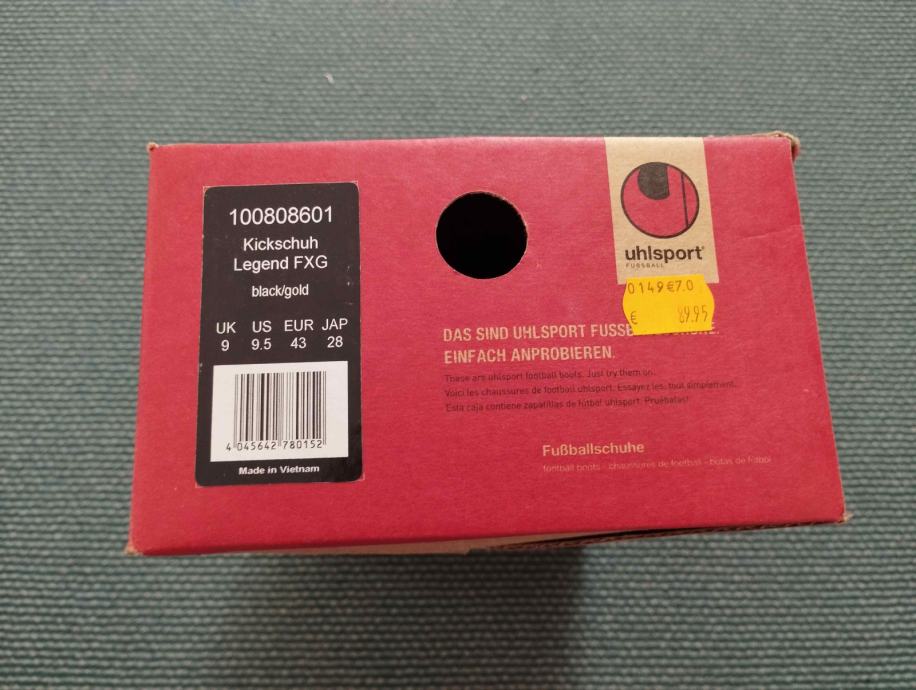 100808601
Kickschuh
Legend FXG
black/gold
UK US EUR JAP
9 9.5 43 28
4 045642 780152
Made in Vietnam
uhlsport
FUSSBALL
0149€7.0
€ 89.95
DAS SIND UHLSPORT
EINFACH ANPROBIEREN.
These are uhlsport football boots. Just try them on.
Voici les chaussures de football uhlsport. Essayez les, tout simplement.
Esta caja contiene zapatillas de fútbol uhlsport. Pruébalas!
Fußballschuhe
football boots - chaussures de football - botas de fútbol